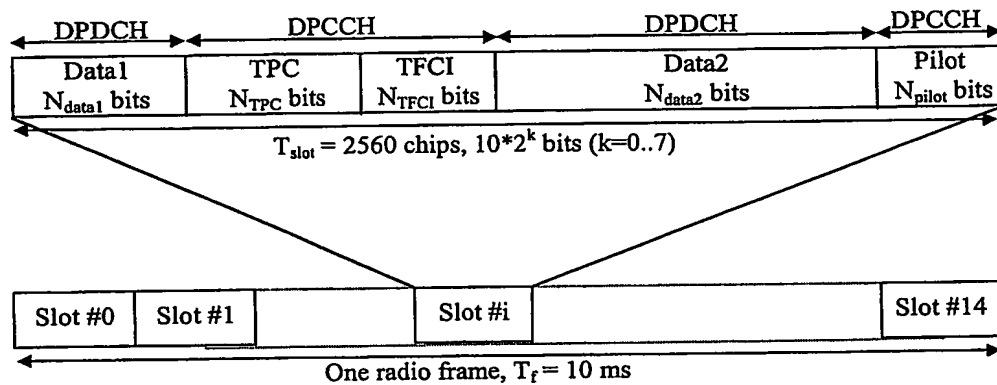 DPDCH DPCCH DPDCH DPCCH
Data1 TPC TFCI Data2 Pilot
N_data1 bits N_TPC bits N_TFCI bits N_data2 bits N_pilot bits
T_slot = 2560 chips, 10*2^k bits (k=0..7)
Slot #0 Slot #1 Slot #i Slot #14
One radio frame, T_f = 10 ms